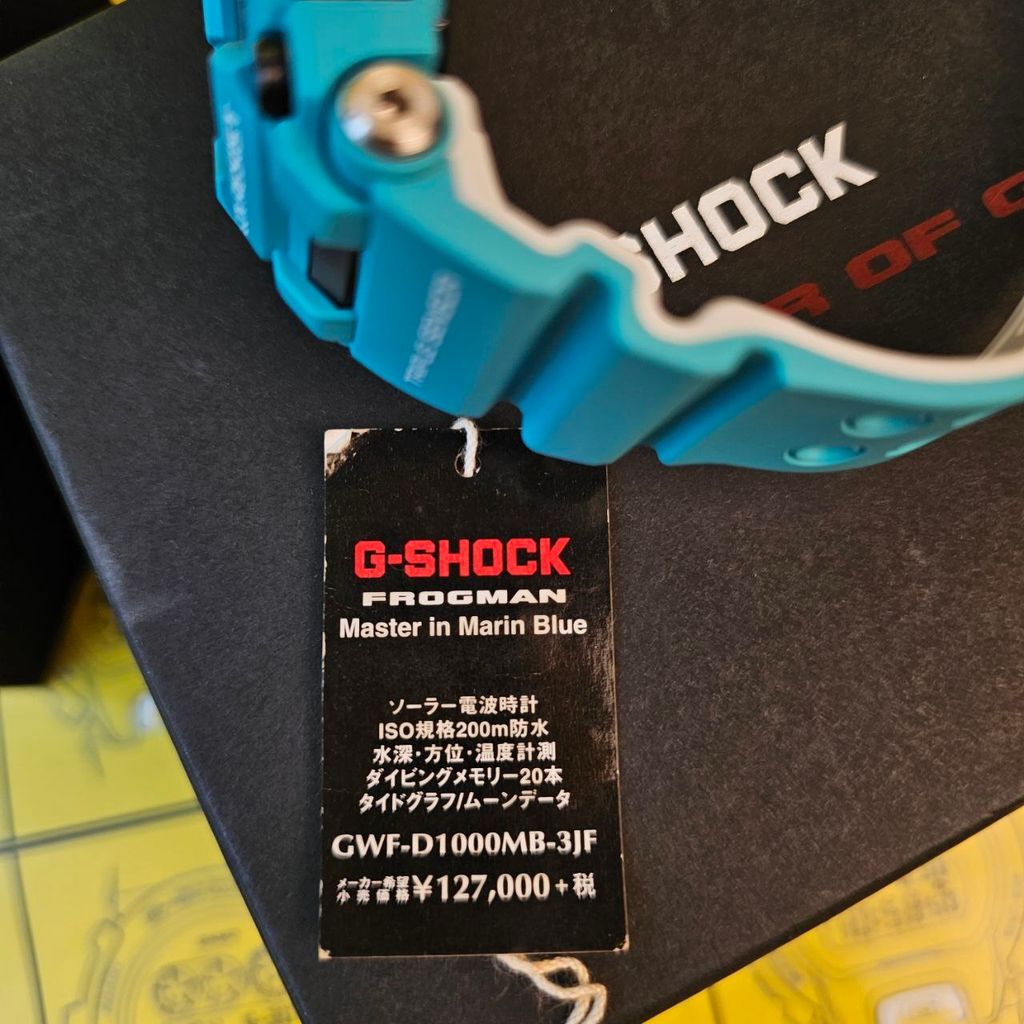 SHOCK
R OF C
TRIPLE SENSOR
G-SHOCK
FROGMAN
Master in Marin Blue
ソーラー電波時計
ISO規格200m防水
水深・方位・温度計測
ダイビングメモリー20本
タイドグラフ/ムーンデータ
GWF-D1000MB-3JF
メーカー希望小売価格 ¥127,000+税